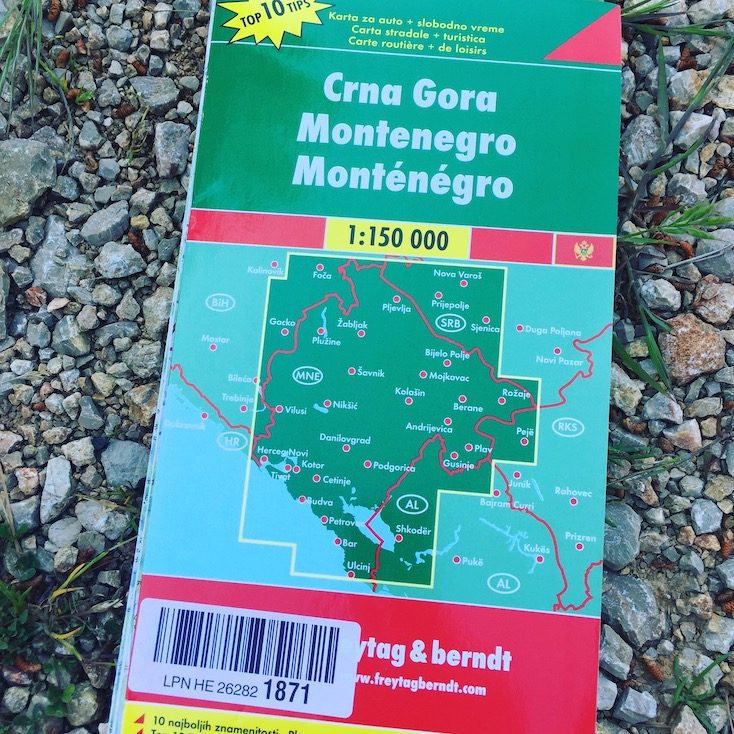 TOP 10 TIPS
Karta za auto + slobodno vreme
Carta stradale + turistica
Carte routière + de loisirs
Crna Gora
Montenegro
Monténégro
1:150 000
Kalinovik
Foča
Nova Varoš
BiH
Pljevlja
Prijepolje
SRB
Sjenica
Duga Poljana
Gacko
Žabljak
Plužine
Mostar
Bijelo Polje
Novi Pazar
MNE
Šavnik
Mojkovac
Bileća
Trebinje
Vilusi
Nikšić
Kolašin
Berane
Rožaje
Dubrovnik
HR
Andrijevica
RKS
Danilovgrad
Plav
Pejë
Herceg Novi
Kotor
Podgorica
Gusinje
Tivat
Cetinje
Junik
Budva
AL
Bajram Curri
Rahovec
Petrovac
Shkodër
Prizren
Bar
Kukës
Pukë
Ulcinj
AL
ytag & berndt
www.freytagberndt.com
LPN HE 26282 1871
10 najboljih znamenitosti